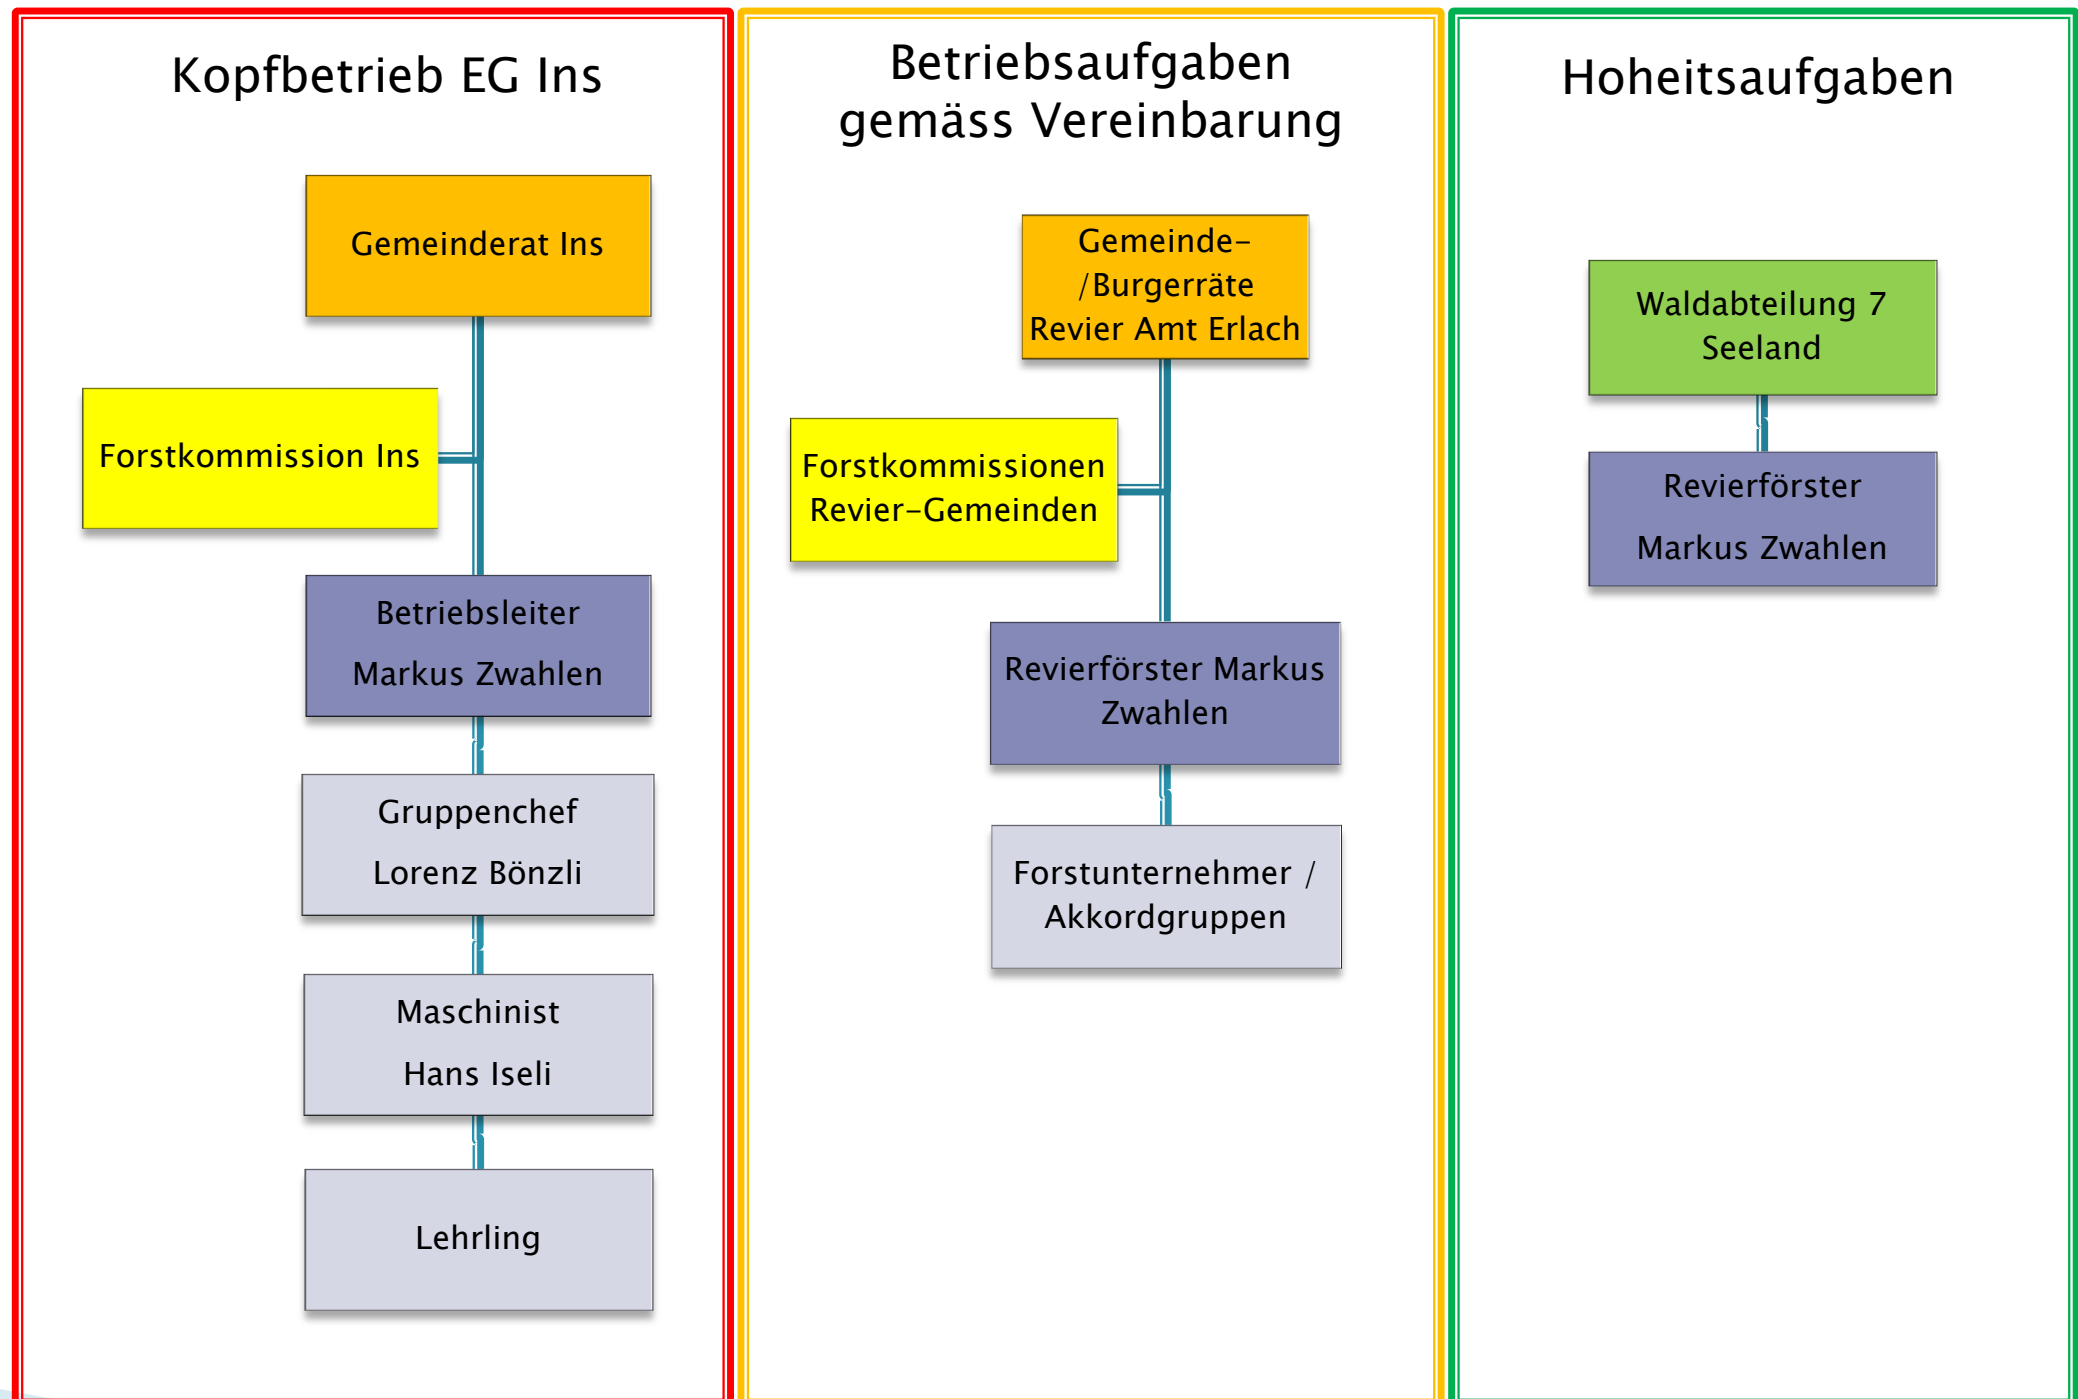 Kopfbetrieb EG Ins
Gemeinderat Ins
Forstkommission Ins
Betriebsleiter
Markus Zwahlen
Gruppenchef
Lorenz Bönzli
Maschinist
Hans Iseli
Lehrling
Betriebsaufgaben
gemäss Vereinbarung
Gemeinde-
/Burgerräte
Revier Amt Erlach
Forstkommissionen
Revier-Gemeinden
Revierförster Markus
Zwahlen
Forstunternehmer /
Akkordgruppen
Hoheitsaufgaben
Waldabteilung 7
Seeland
Revierförster
Markus Zwahlen